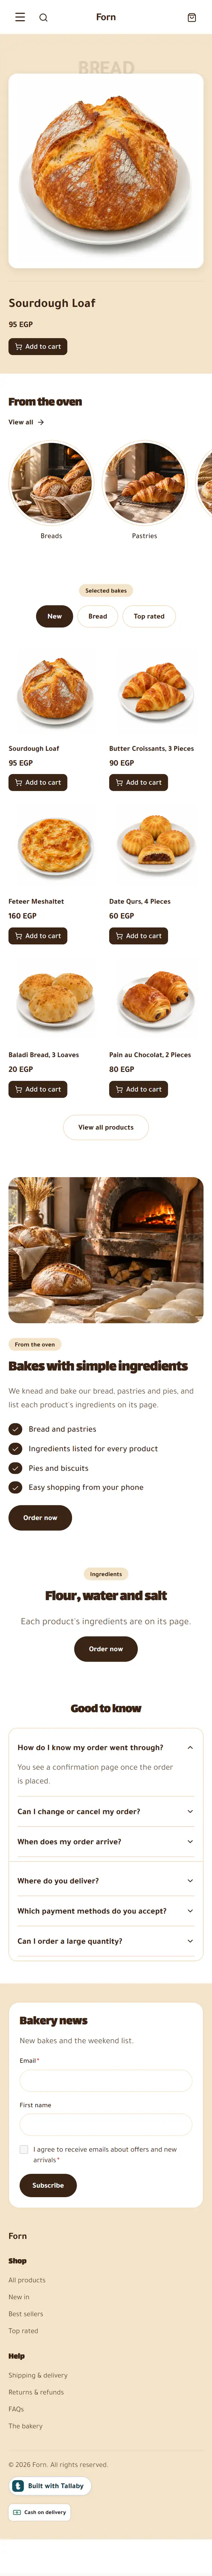 Forn
BREAD
Sourdough Loaf
95 EGP
Add to cart
From the oven
View all
Breads
Pastries
Selected bakes
New
Bread
Top rated
Sourdough Loaf
95 EGP
Add to cart
Butter Croissants, 3 Pieces
90 EGP
Add to cart
Feteer Meshaltet
160 EGP
Add to cart
Date Qurs, 4 Pieces
60 EGP
Add to cart
Baladi Bread, 3 Loaves
20 EGP
Add to cart
Pain au Chocolat, 2 Pieces
80 EGP
Add to cart
View all products
From the oven
Bakes with simple ingredients
We knead and bake our bread, pastries and pies, and
list each product's ingredients on its page.
Bread and pastries
Ingredients listed for every product
Pies and biscuits
Easy shopping from your phone
Order now
Ingredients
Flour, water and salt
Each product's ingredients are on its page.
Order now
Good to know
How do I know my order went through?
You see a confirmation page once the order
is placed.
Can I change or cancel my order?
When does my order arrive?
Where do you deliver?
Which payment methods do you accept?
Can I order a large quantity?
Bakery news
New bakes and the weekend list.
Email*
First name
I agree to receive emails about offers and new
arrivals*
Subscribe
Forn
Shop
All products
New in
Best sellers
Top rated
Help
Shipping & delivery
Returns & refunds
FAQs
The bakery
© 2026 Forn. All rights reserved.
Built with Tallaby
Cash on delivery